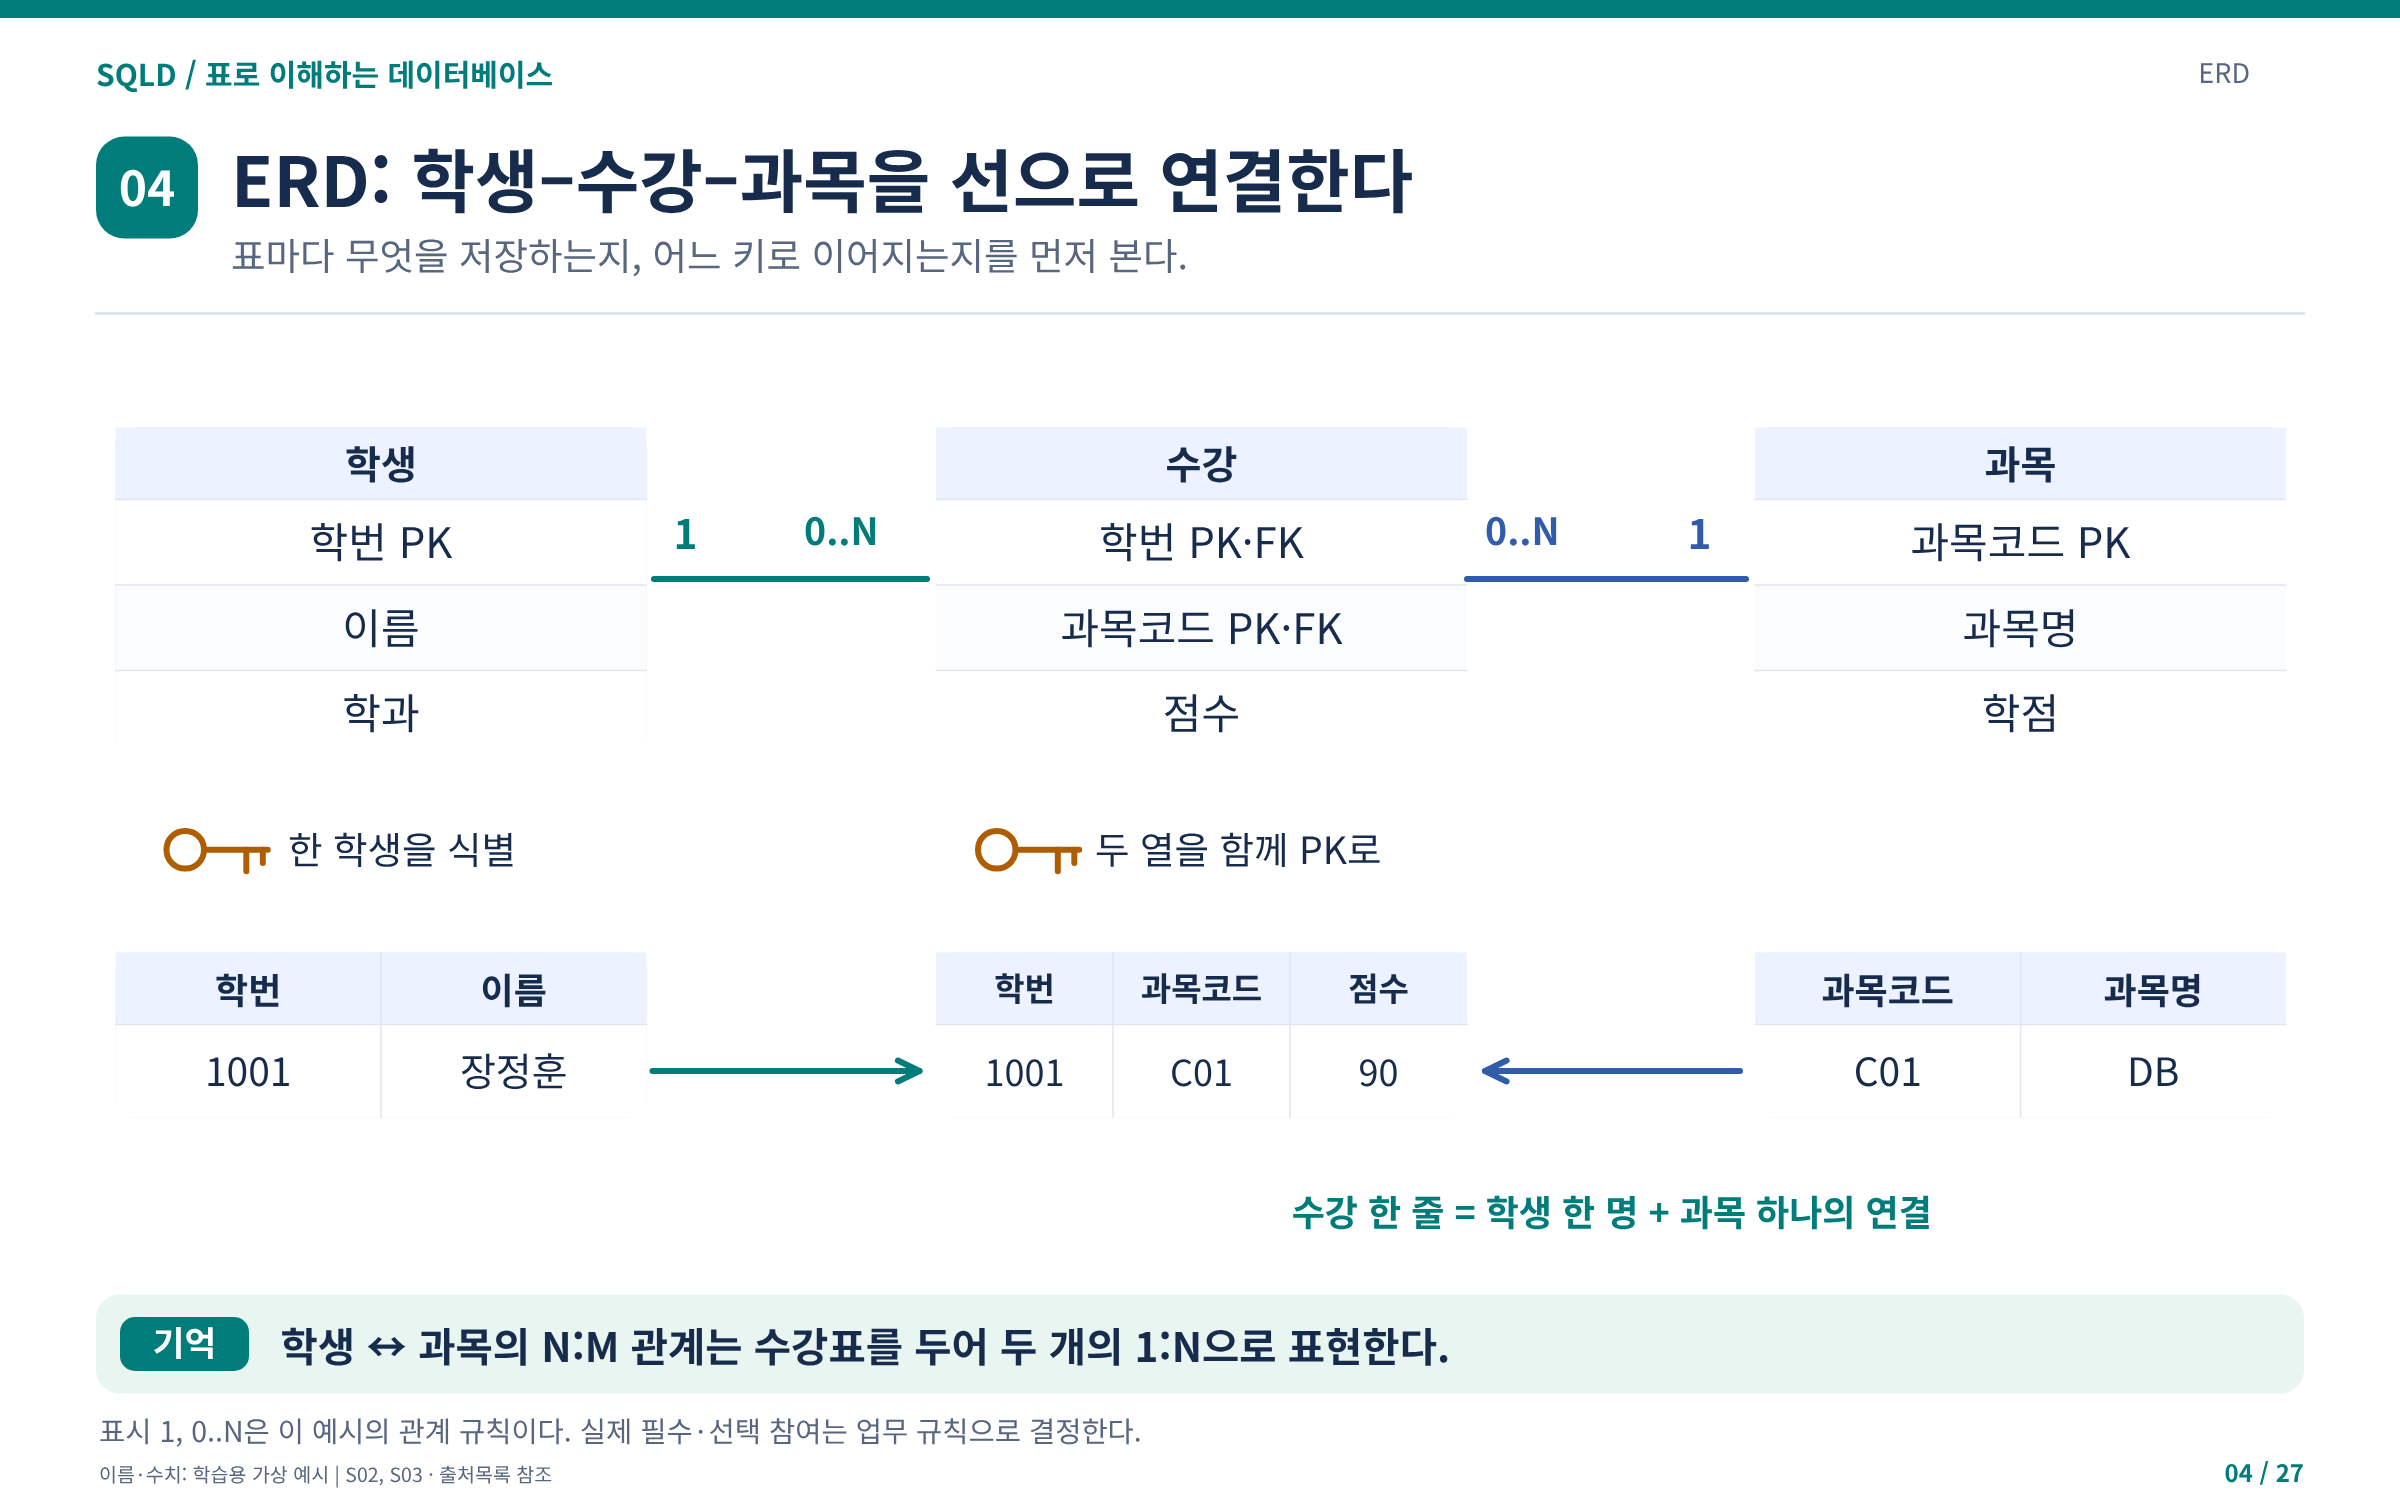 SQLD / 표로 이해하는 데이터베이스
ERD
04
ERD: 학생–수강–과목을 선으로 연결한다
표마다 무엇을 저장하는지, 어느 키로 이어지는지를 먼저 본다.
학생
학번 PK
이름
학과
1 0..N
수강
학번 PK·FK
과목코드 PK·FK
점수
0..N 1
과목
과목코드 PK
과목명
학점
한 학생을 식별
두 열을 함께 PK로
학번 이름
1001 장정훈
학번 과목코드 점수
1001 C01 90
과목코드 과목명
C01 DB
수강 한 줄 = 학생 한 명 + 과목 하나의 연결
기억 학생 ↔ 과목의 N:M 관계는 수강표를 두어 두 개의 1:N으로 표현한다.
표시 1, 0..N은 이 예시의 관계 규칙이다. 실제 필수·선택 참여는 업무 규칙으로 결정한다.
이름·수치: 학습용 가상 예시 | S02, S03 · 출처목록 참조
04 / 27